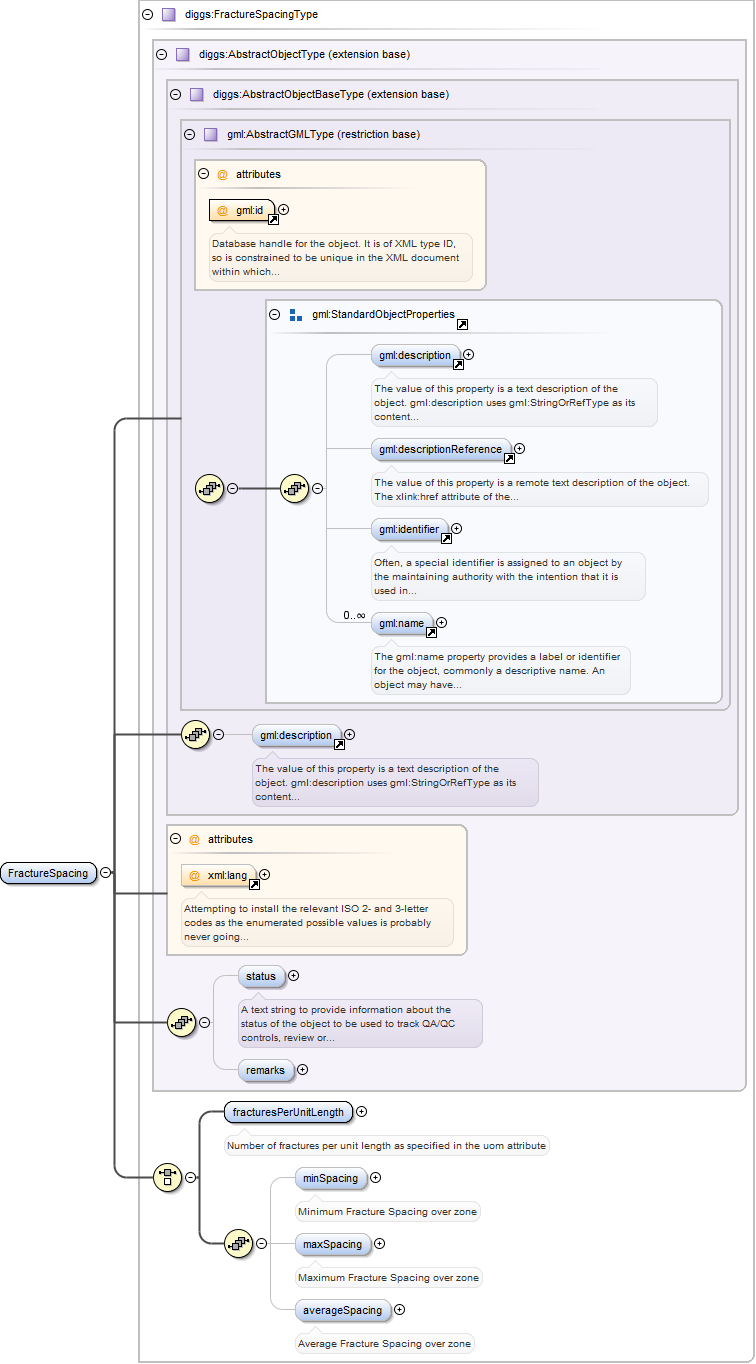 diggs:FractureSpacingType
diggs:AbstractObjectType (extension base)
diggs:AbstractObjectBaseType (extension base)
gml:AbstractGMLType (restriction base)
@ attributes
@ gml:id
Database handle for the object. It is of XML type ID,
so is constrained to be unique in the XML document
within which...
gml:StandardObjectProperties
gml:description
The value of this property is a text description of the
object. gml:description uses gml:StringOrRefType as its
content...
gml:descriptionReference
The value of this property is a remote text description of the object.
The xlink:href attribute of the...
gml:identifier
Often, a special identifier is assigned to an object by
the maintaining authority with the intention that it is
used in...
0..∞
gml:name
The gml:name property provides a label or identifier
for the object, commonly a descriptive name. An
object may have...
gml:description
The value of this property is a text description of the
object. gml:description uses gml:StringOrRefType as its
content...
@ attributes
FractureSpacing
@ xml:lang
Attempting to install the relevant ISO 2- and 3-letter
codes as the enumerated possible values is probably
never going...
status
A text string to provide information about the
status of the object to be used to track QA/QC
controls, review or...
remarks
fracturesPerUnitLength
Number of fractures per unit length as specified in the uom attribute
minSpacing
Minimum Fracture Spacing over zone
maxSpacing
Maximum Fracture Spacing over zone
averageSpacing
Average Fracture Spacing over zone